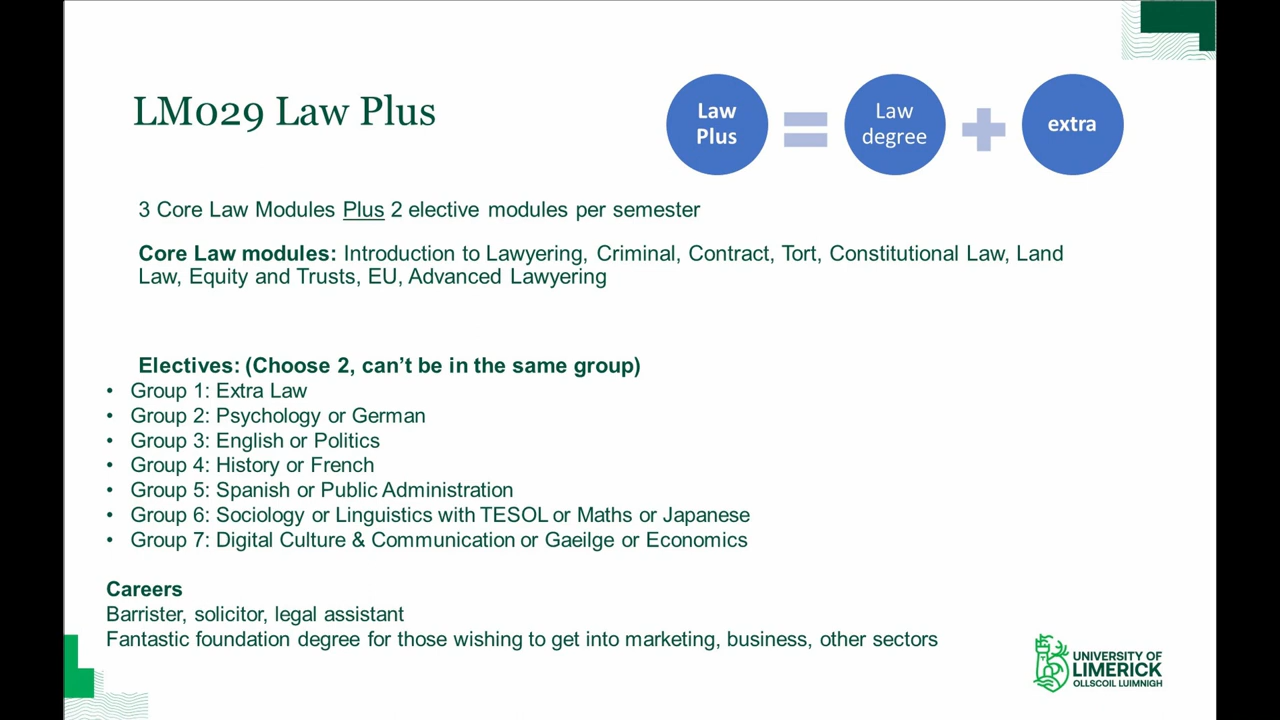 LM029 Law Plus
Law
Plus
Law
degree
extra
3 Core Law Modules Plus 2 elective modules per semester
Core Law modules: Introduction to Lawyering, Criminal, Contract, Tort, Constitutional Law, Land
Law, Equity and Trusts, EU, Advanced Lawyering
Electives: (Choose 2, can’t be in the same group)
• Group 1: Extra Law
• Group 2: Psychology or German
• Group 3: English or Politics
• Group 4: History or French
• Group 5: Spanish or Public Administration
• Group 6: Sociology or Linguistics with TESOL or Maths or Japanese
• Group 7: Digital Culture & Communication or Gaeilge or Economics
Careers
Barrister, solicitor, legal assistant
Fantastic foundation degree for those wishing to get into marketing, business, other sectors
UNIVERSITY OF
LIMERICK
OLLSCOIL LUIMNIGH